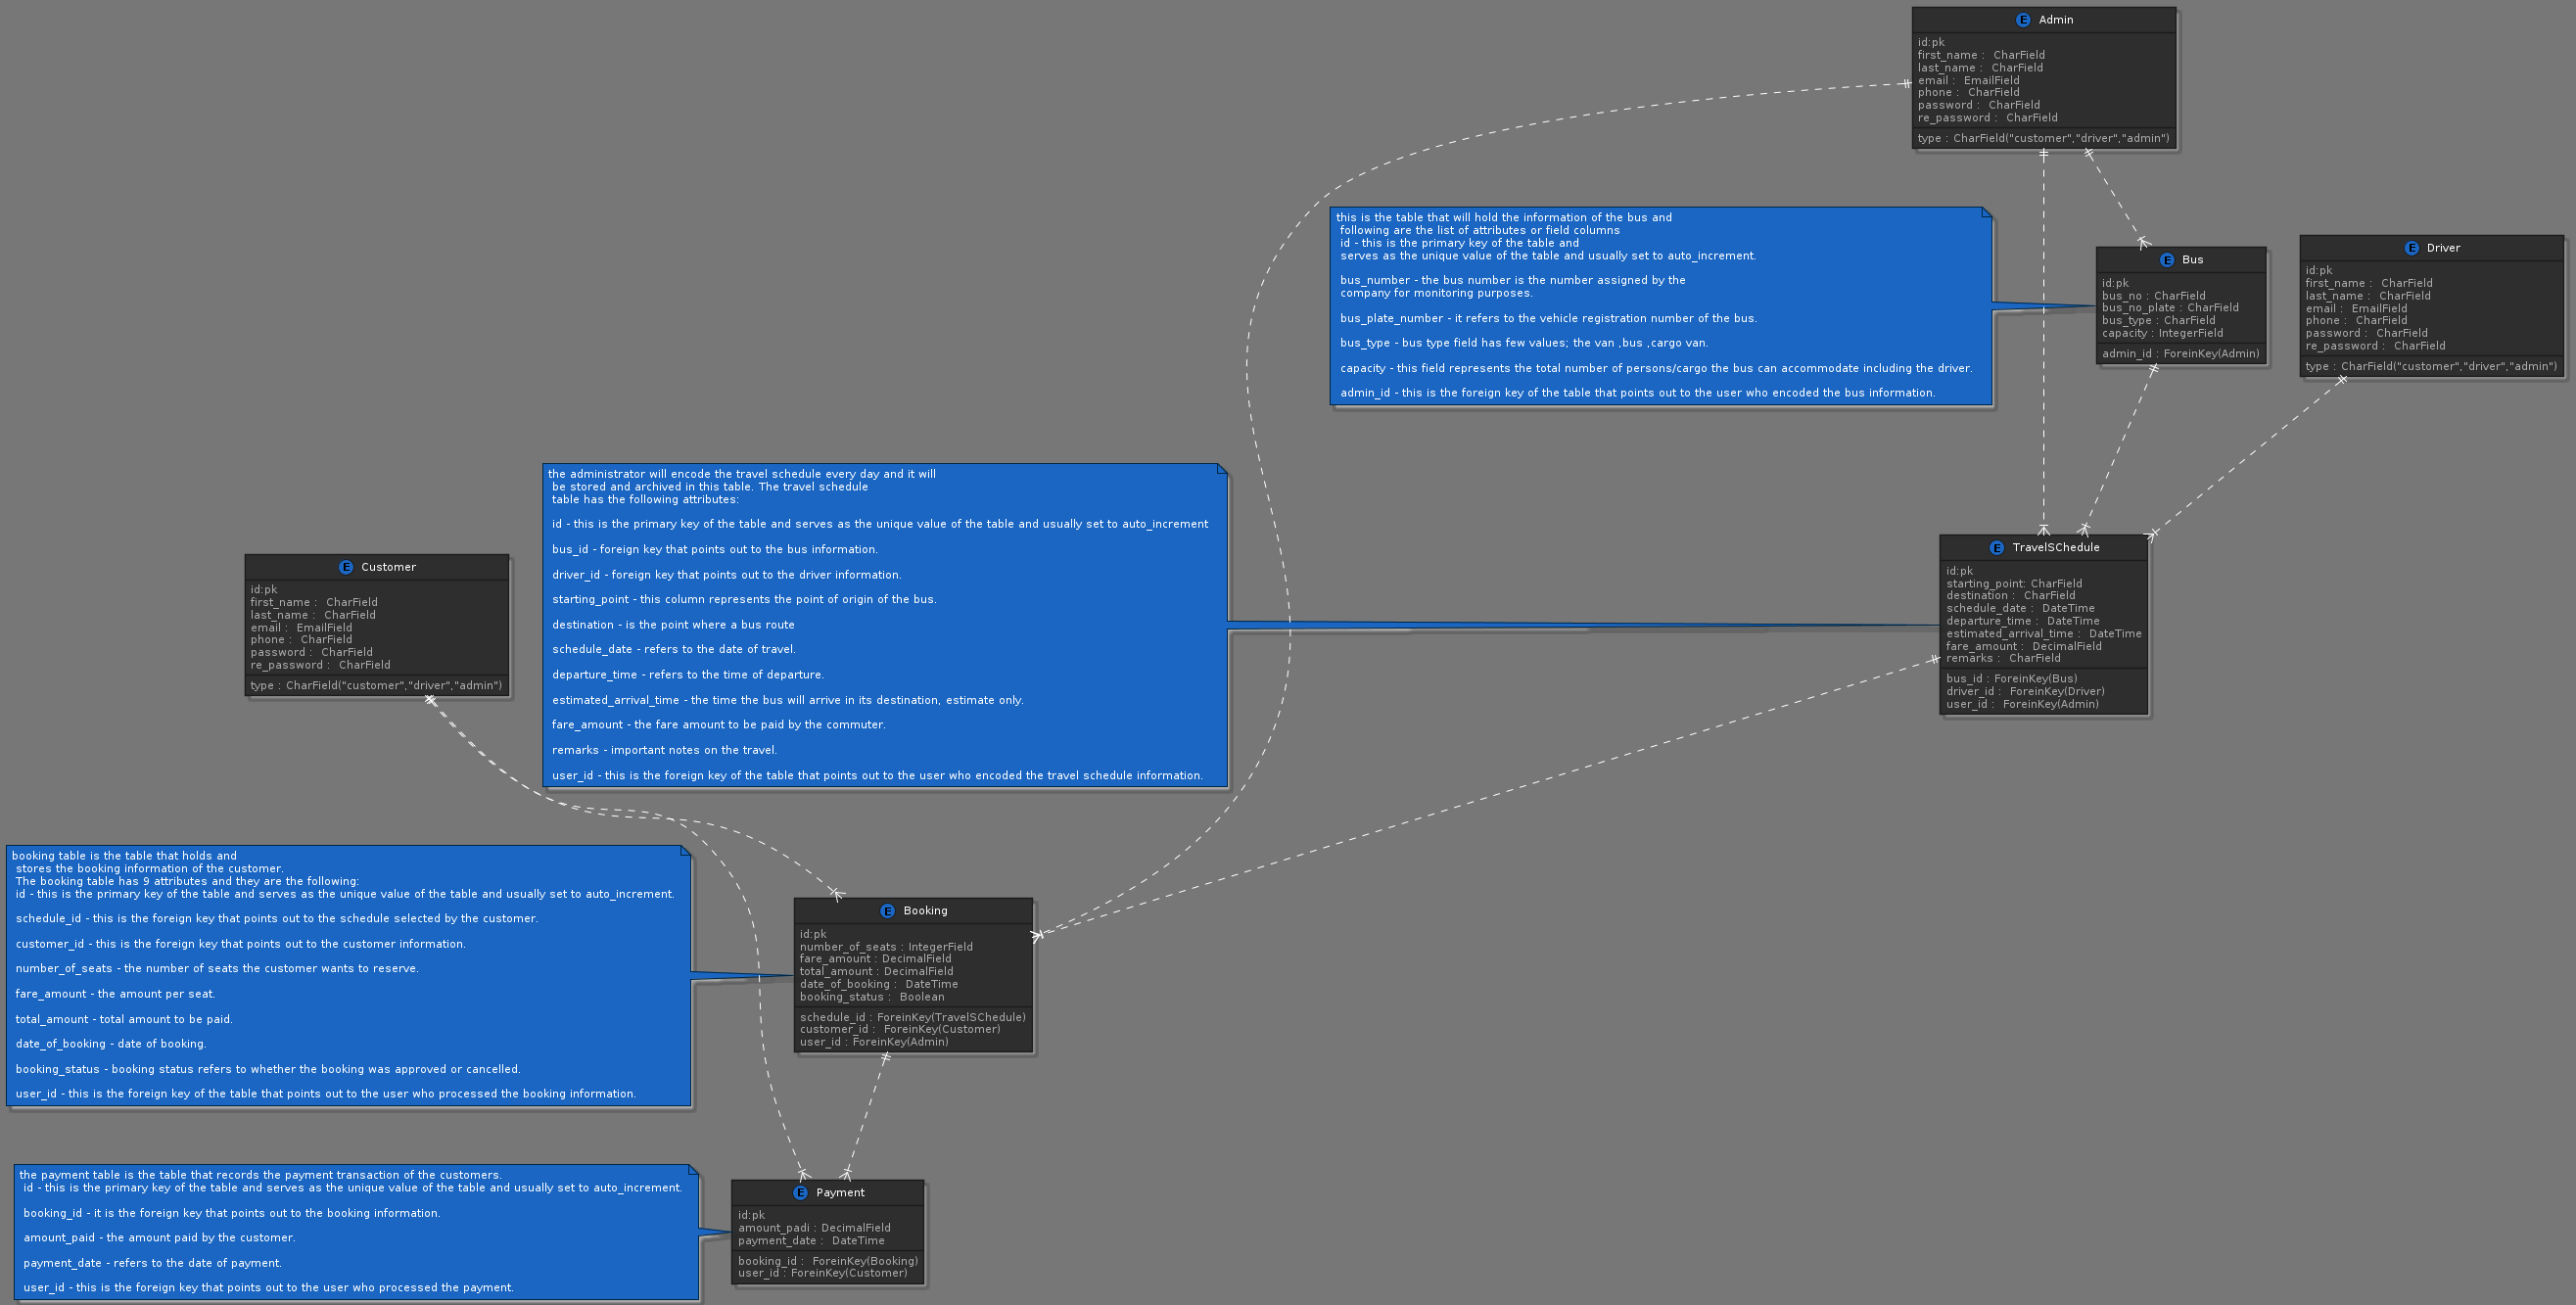 E Admin
id:pk
first_name :  CharField
last_name :  CharField
email :  EmailField
phone :  CharField
password :  CharField
re_password :  CharField
type : CharField("customer","driver","admin")
this is the table that will hold the information of the bus and
following are the list of attributes or field columns
id - this is the primary key of the table and
serves as the unique value of the table and usually set to auto_increment.
bus_number - the bus number is the number assigned by the
company for monitoring purposes.
bus_plate_number - it refers to the vehicle registration number of the bus.
bus_type - bus type field has few values; the van ,bus ,cargo van.
capacity - this field represents the total number of persons/cargo the bus can accommodate including the driver.
admin_id - this is the foreign key of the table that points out to the user who encoded the bus information.
E Bus
id:pk
bus_no : CharField
bus_no_plate : CharField
bus_type : CharField
capacity : IntegerField
admin_id : ForeinKey(Admin)
E Driver
id:pk
first_name :  CharField
last_name :  CharField
email :  EmailField
phone :  CharField
password :  CharField
re_password :  CharField
type : CharField("customer","driver","admin")
the administrator will encode the travel schedule every day and it will
be stored and archived in this table. The travel schedule
table has the following attributes:
id - this is the primary key of the table and serves as the unique value of the table and usually set to auto_increment
bus_id - foreign key that points out to the bus information.
driver_id - foreign key that points out to the driver information.
starting_point - this column represents the point of origin of the bus.
destination - is the point where a bus route
schedule_date - refers to the date of travel.
departure_time - refers to the time of departure.
estimated_arrival_time - the time the bus will arrive in its destination, estimate only.
fare_amount - the fare amount to be paid by the commuter.
remarks - important notes on the travel.
user_id - this is the foreign key of the table that points out to the user who encoded the travel schedule information.
E TravelSChedule
id:pk
starting_point: CharField
destination :  CharField
schedule_date :  DateTime
departure_time :  DateTime
estimated_arrival_time :  DateTime
fare_amount :  DecimalField
remarks :  CharField
bus_id : ForeinKey(Bus)
driver_id :  ForeinKey(Driver)
user_id :  ForeinKey(Admin)
E Customer
id:pk
first_name :  CharField
last_name :  CharField
email :  EmailField
phone :  CharField
password :  CharField
re_password :  CharField
type : CharField("customer","driver","admin")
booking table is the table that holds and
stores the booking information of the customer.
The booking table has 9 attributes and they are the following:
id - this is the primary key of the table and serves as the unique value of the table and usually set to auto_increment.
schedule_id - this is the foreign key that points out to the schedule selected by the customer.
customer_id - this is the foreign key that points out to the customer information.
number_of_seats - the number of seats the customer wants to reserve.
fare_amount - the amount per seat.
total_amount - total amount to be paid.
date_of_booking - date of booking.
booking_status - booking status refers to whether the booking was approved or cancelled.
user_id - this is the foreign key of the table that points out to the user who processed the booking information.
E Booking
id:pk
number_of_seats : IntegerField
fare_amount : DecimalField
total_amount : DecimalField
date_of_booking :  DateTime
booking_status :  Boolean
schedule_id : ForeinKey(TravelSChedule)
customer_id :  ForeinKey(Customer)
user_id : ForeinKey(Admin)
the payment table is the table that records the payment transaction of the customers.
id - this is the primary key of the table and serves as the unique value of the table and usually set to auto_increment.
booking_id - it is the foreign key that points out to the booking information.
amount_paid - the amount paid by the customer.
payment_date - refers to the date of payment.
user_id - this is the foreign key that points out to the user who processed the payment.
E Payment
id:pk
amount_padi : DecimalField
payment_date :  DateTime
booking_id :  ForeinKey(Booking)
user_id : ForeinKey(Customer)